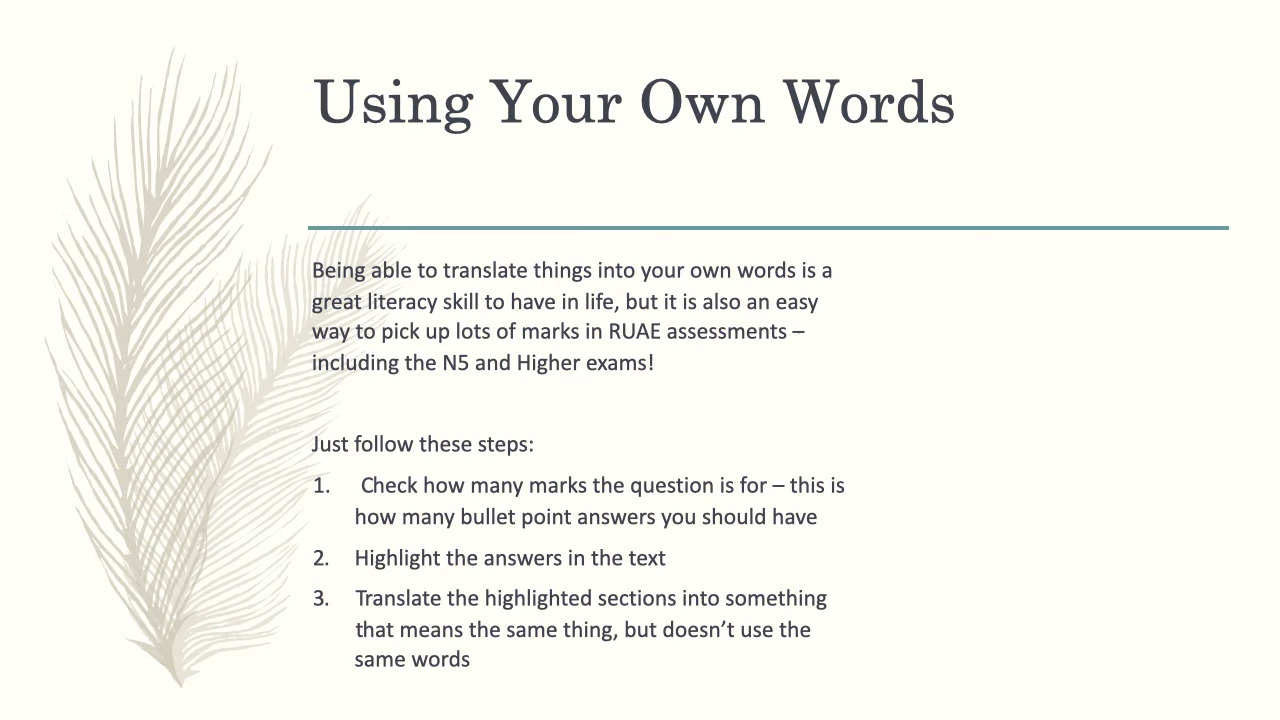 Using Your Own Words
Being able to translate things into your own words is a
great literacy skill to have in life, but it is also an easy
way to pick up lots of marks in RUAE assessments –
including the N5 and Higher exams!
Just follow these steps:
1. Check how many marks the question is for – this is
how many bullet point answers you should have
2. Highlight the answers in the text
3. Translate the highlighted sections into something
that means the same thing, but doesn’t use the
same words